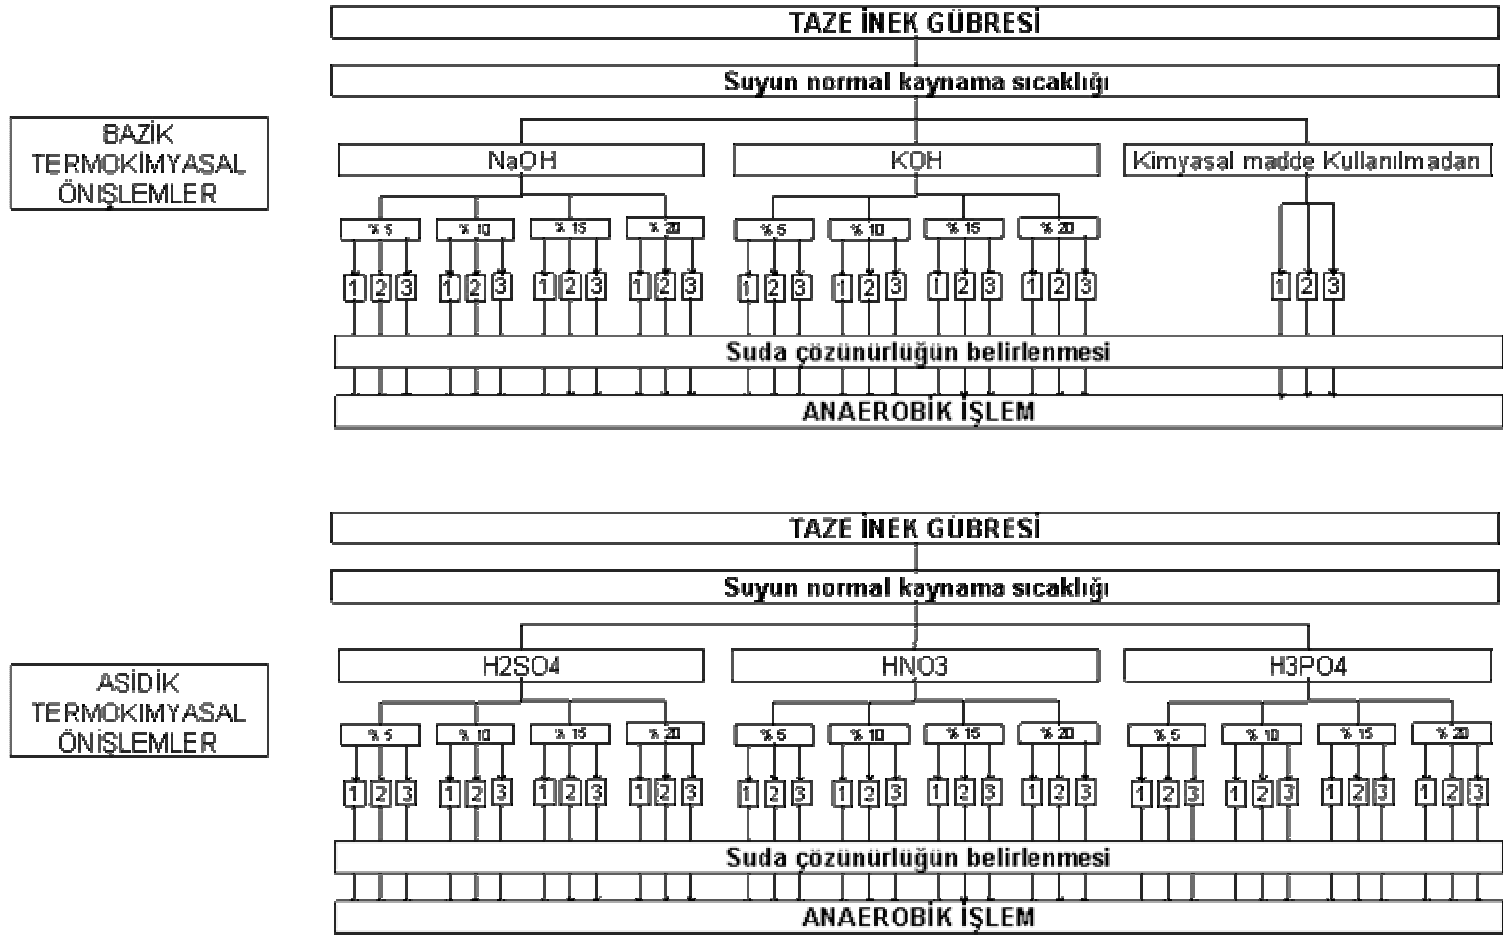 TAZE İNEK GÜBRESİ
Suyun normal kaynama sıcaklığı
BAZİK
TERMOKİMYASAL
ÖNİŞLEMLER
NaOH KOH Kimyasal madde Kullanılmadan
% 5 % 10 % 15 % 20 % 5 % 10 % 15 % 20
1 2 3 1 2 3 1 2 3 1 2 3 1 2 3 1 2 3 1 2 3 1 2 3 1 2 3
Suda çözünürlüğün belirlenmesi
ANAEROBİK İŞLEM
TAZE İNEK GÜBRESİ
Suyun normal kaynama sıcaklığı
ASİDİK
TERMOKIMYASAL
ÖNİŞLEMLER
H2SO4 HNO3 H3PO4
% 5 % 10 % 15 % 20 % 5 % 10 % 15 % 20 % 5 % 10 % 15 % 20
1 2 3 1 2 3 1 2 3 1 2 3 1 2 3 1 2 3 1 2 3 1 2 3 1 2 3 1 2 3 1 2 3 1 2 3
Suda çözünürlüğün belirlenmesi
ANAEROBİK İŞLEM